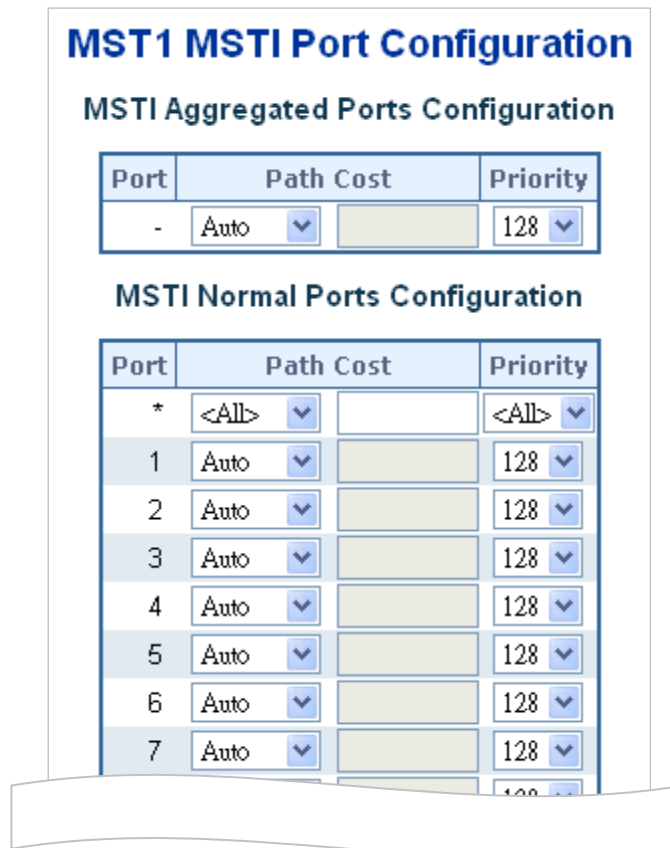 MST1 MSTI Port Configuration
MSTI Aggregated Ports Configuration
Port Path Cost Priority
- Auto 128
MSTI Normal Ports Configuration
Port Path Cost Priority
* <All> <All>
1 Auto 128
2 Auto 128
3 Auto 128
4 Auto 128
5 Auto 128
6 Auto 128
7 Auto 128